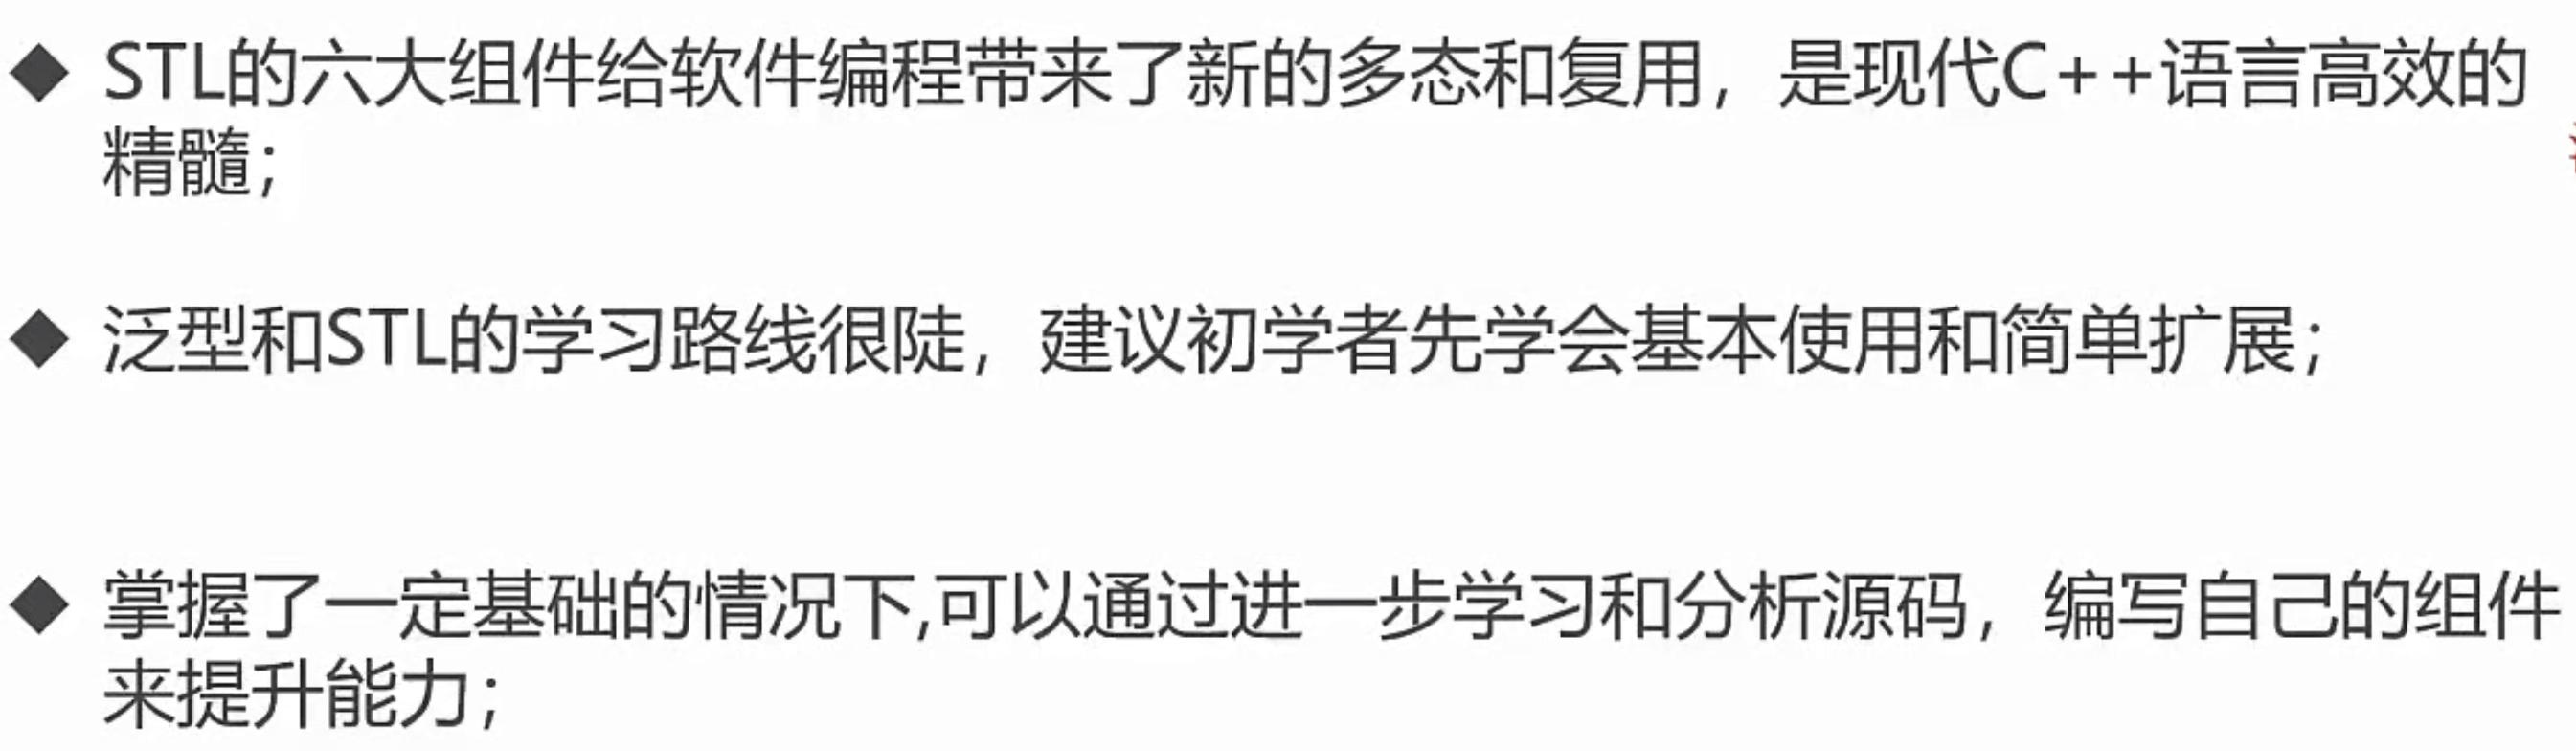 ◆ STL的六大组件给软件编程带来了新的多态和复用，是现代C++语言高效的
精髓；
◆ 泛型和STL的学习路线很陡，建议初学者先学会基本使用和简单扩展；
◆ 掌握了一定基础的情况下,可以通过进一步学习和分析源码，编写自己的组件
来提升能力；